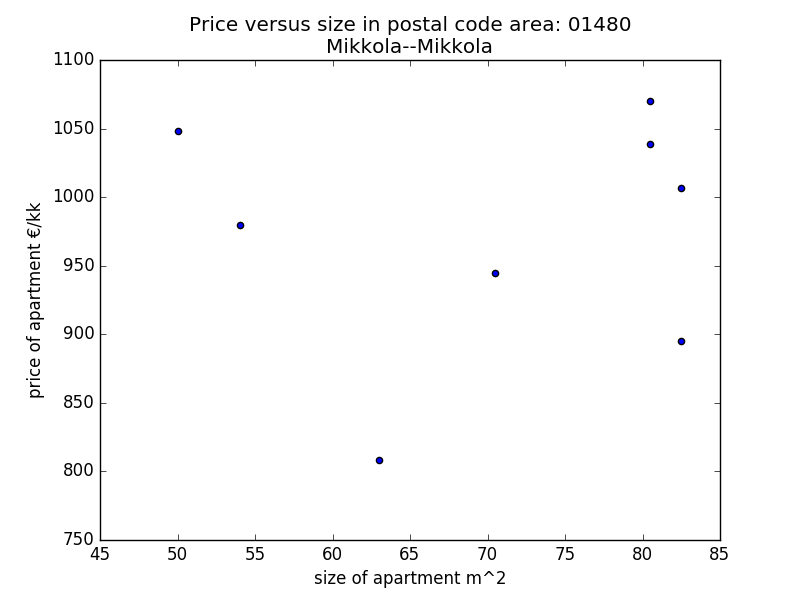 Price versus size in postal code area: 01480
Mikkola--Mikkola
1100
1050
1000
950
900
850
800
750
price of apartment €/kk
45 50 55 60 65 70 75 80 85
size of apartment m^2